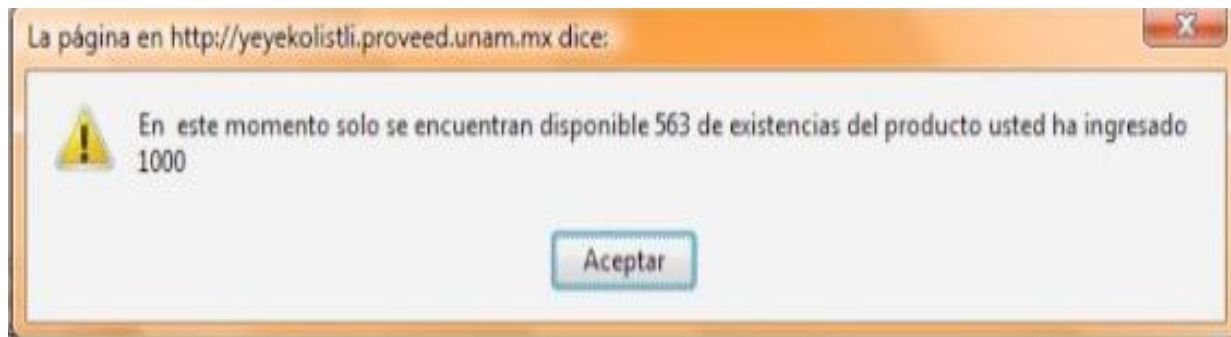 La página en http://yeyekolistli.proveed.unam.mx dice:
En este momento solo se encuentran disponible 563 de existencias del producto usted ha ingresado
1000
Aceptar